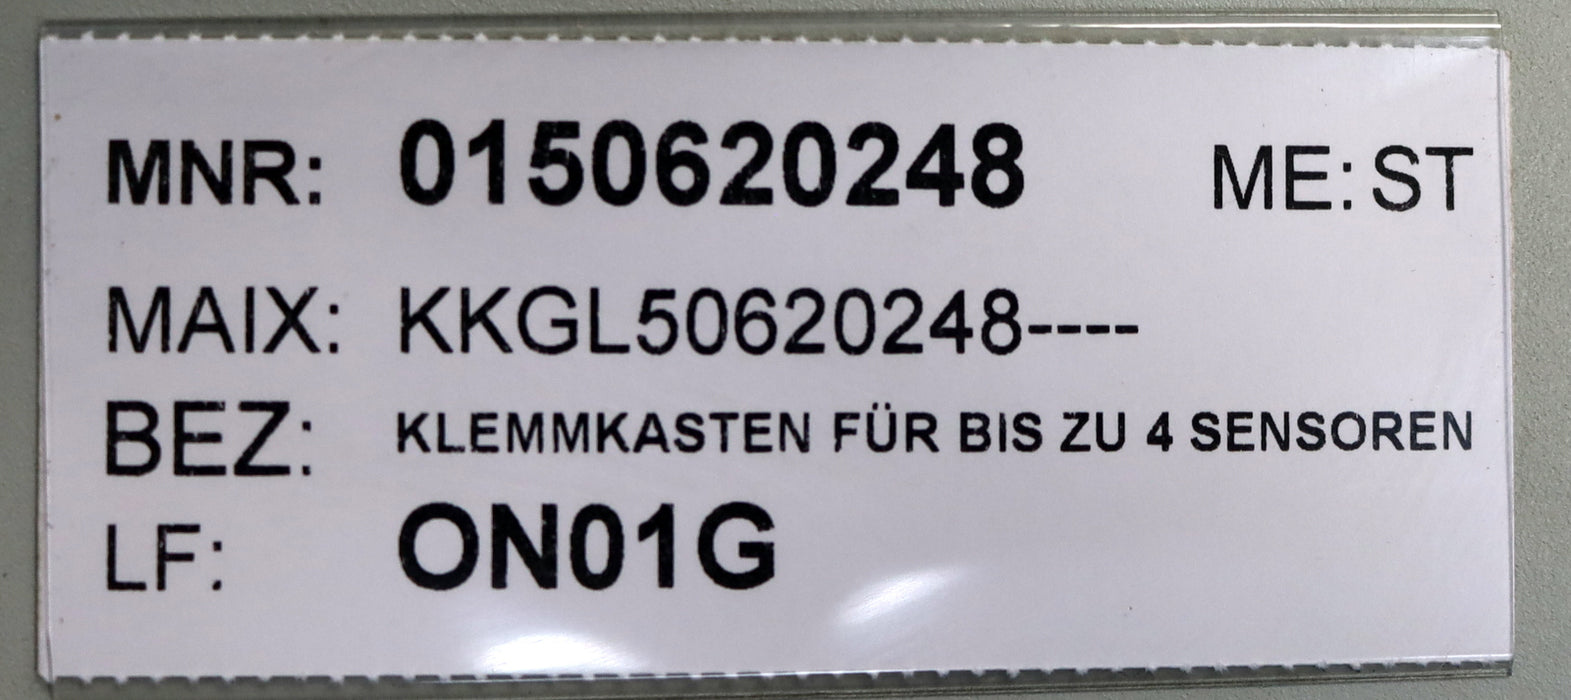 MNR: 0150620248 ME: ST
MAIX: KKGL50620248----
BEZ: KLEMMKASTEN FÜR BIS ZU 4 SENSOREN
LF: ON01G